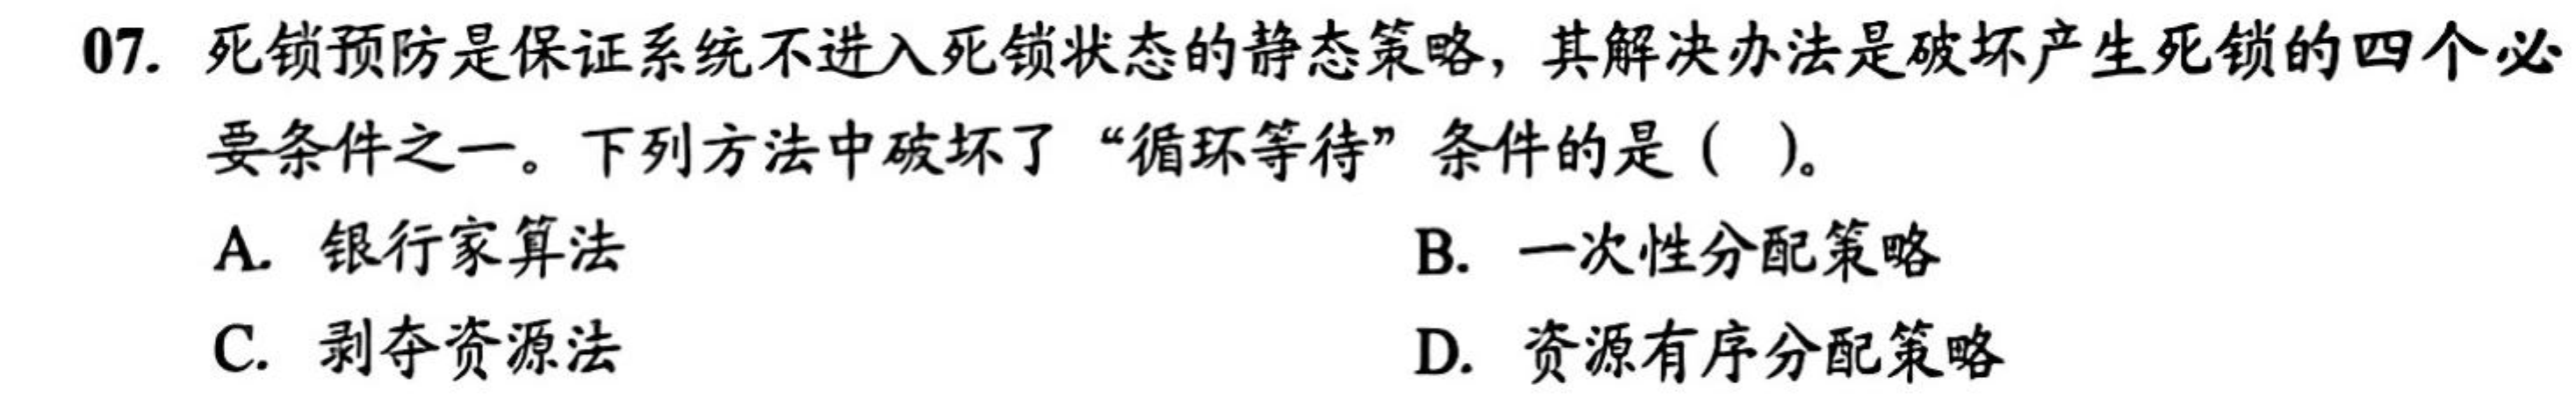 07. 死锁预防是保证系统不进入死锁状态的静态策略，其解决办法是破坏产生死锁的四个必
要条件之一。下列方法中破坏了“循环等待”条件的是（ ）。
A. 银行家算法 B. 一次性分配策略
C. 剥夺资源法 D. 资源有序分配策略